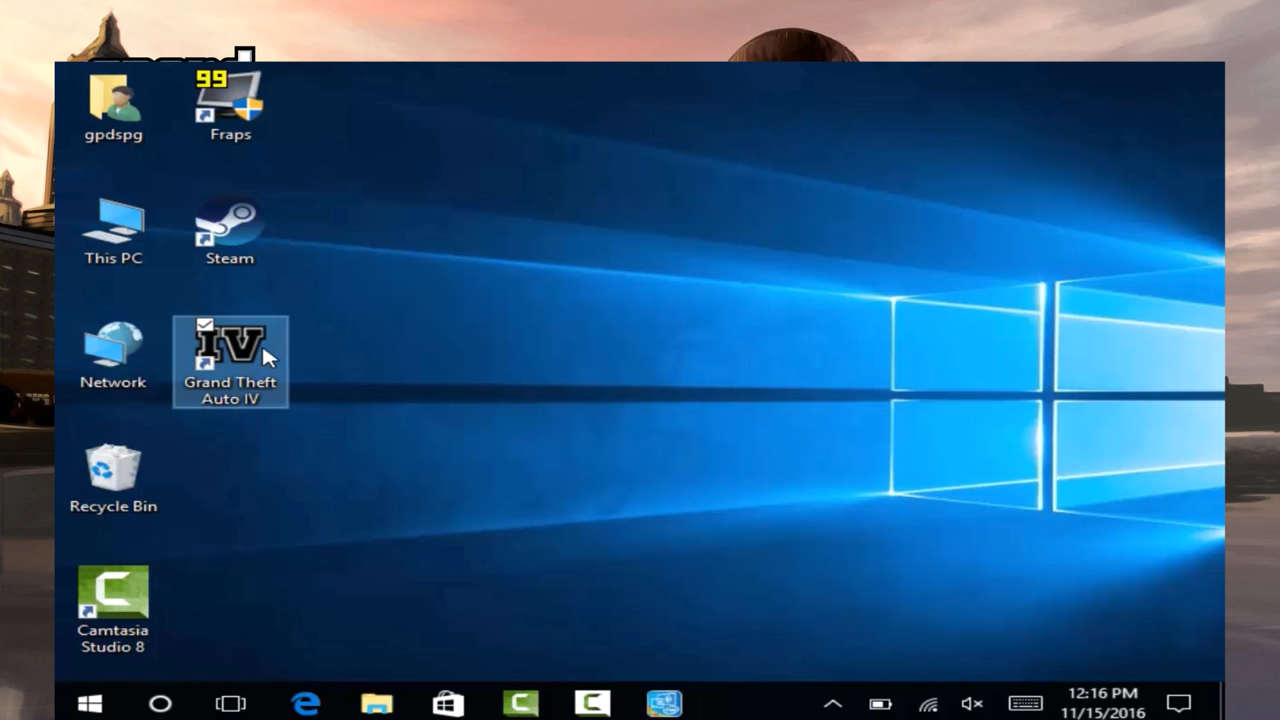 99
gpdspg
Fraps
This PC
Steam
IV
Network
Grand Theft
Auto IV
Recycle Bin
Camtasia
Studio 8
12:16 PM
11/15/2016